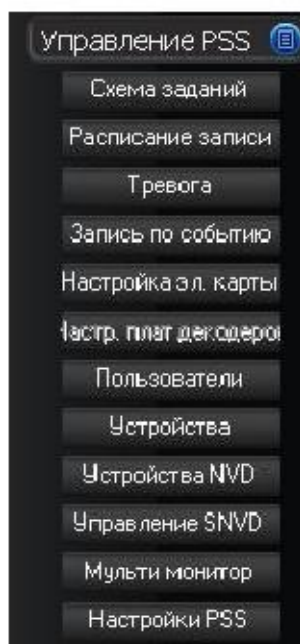 Управление PSS
Схема заданий
Расписание записи
Тревога
Запись по событию
Настройка эл. карты
Настр. плат декодеров
Пользователи
Устройства
Устройства NVD
Управление SNVD
Мульти монитор
Настройки PSS